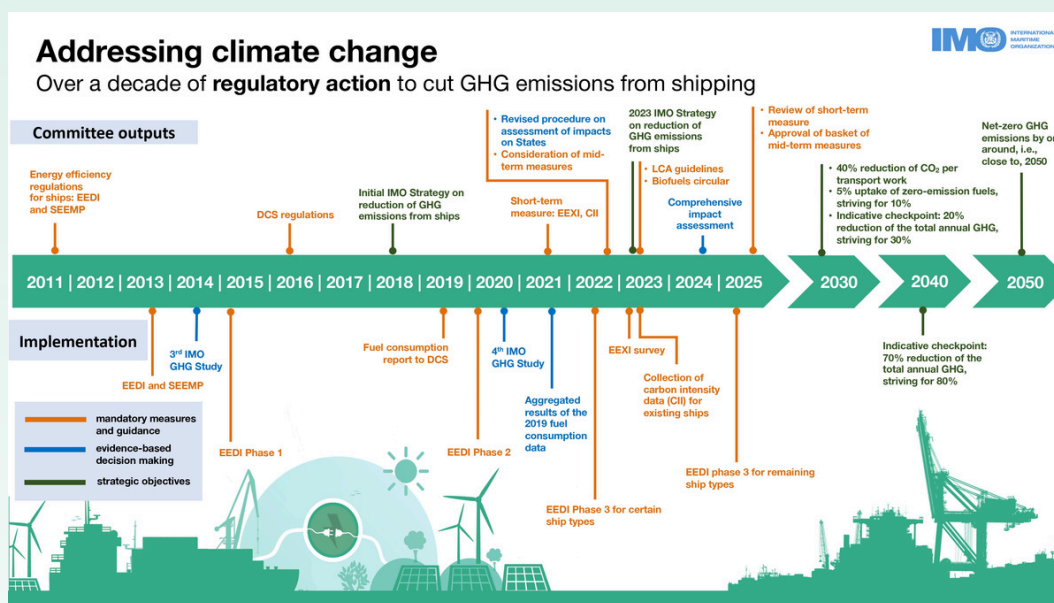 Addressing climate change
Over a decade of regulatory action to cut GHG emissions from shipping
IMO
INTERNATIONAL
MARITIME
ORGANIZATION
Committee outputs
Energy efficiency
regulations
for ships: EEDI
and SEEMP
DCS regulations
Initial IMO Strategy on
reduction of GHG
emissions from ships
• Revised procedure on
assessment of impacts
on States
• Consideration of mid-
term measures
Short-term
measure: EEXI, CII
2023 IMO Strategy
on reduction of
GHG emissions
from ships
• LCA guidelines
• Biofuels circular
Comprehensive
impact
assessment
• Review of short-term
measure
• Approval of basket of
mid-term measures
• 40% reduction of CO₂ per
transport work
• 5% uptake of zero-emission fuels,
striving for 10%
• Indicative checkpoint: 20%
reduction of the total annual GHG,
striving for 30%
Net-zero GHG
emissions by or
around, i.e.,
close to, 2050
2011 | 2012 | 2013 | 2014 | 2015 | 2016 | 2017 | 2018 | 2019 | 2020 | 2021 | 2022 | 2023 | 2024 | 2025
2030
2040
2050
Implementation
EEDI and SEEMP
3rd IMO
GHG Study
EEDI Phase 1
Fuel consumption
report to DCS
EEDI Phase 2
4th IMO
GHG Study
Aggregated
results of the
2019 fuel
consumption
data
EEDI Phase 3 for certain
ship types
EEXI survey
Collection of
carbon intensity
data (CII) for
existing ships
EEDI phase 3 for remaining
ship types
Indicative checkpoint:
70% reduction of the
total annual GHG,
striving for 80%
mandatory measures
and guidance
evidence-based
decision making
strategic objectives